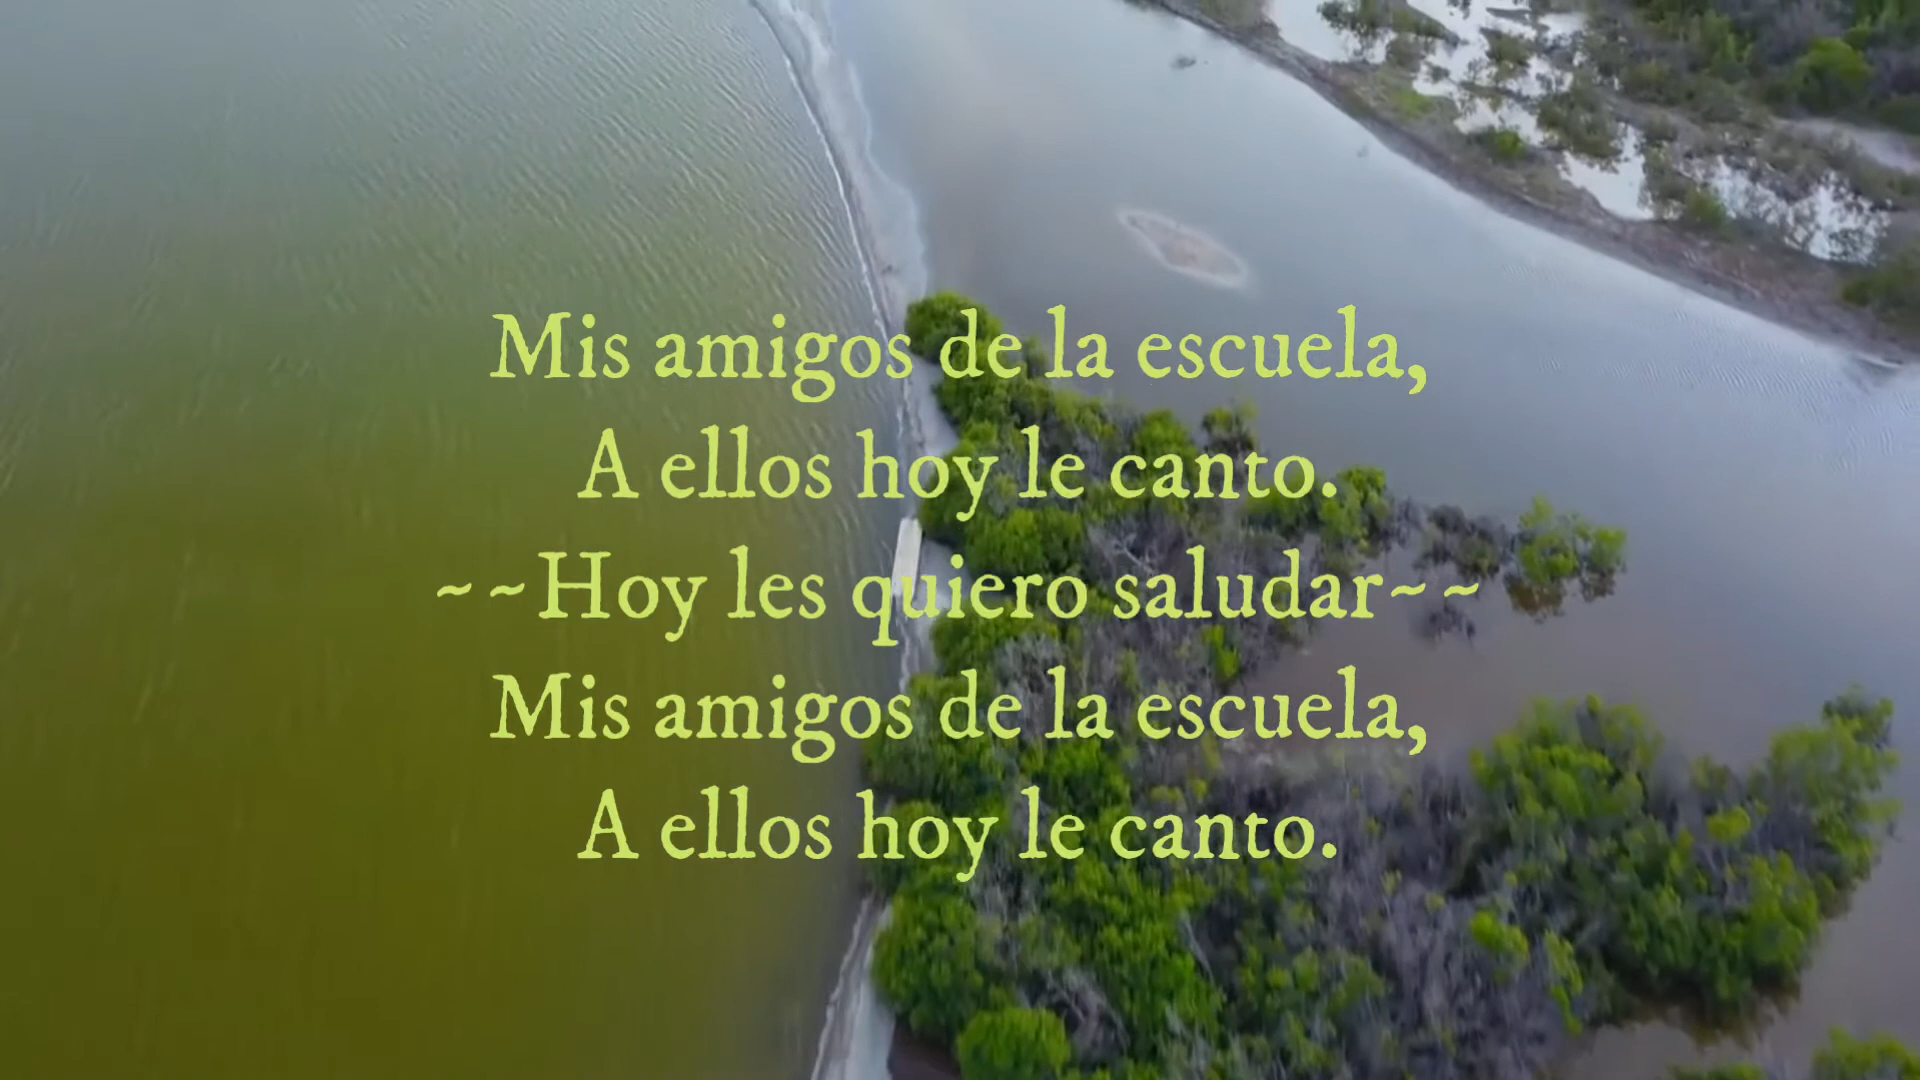 Mis amigos de la escuela,
A ellos hoy le canto.
~~Hoy les quiero saludar~~
Mis amigos de la escuela,
A ellos hoy le canto.